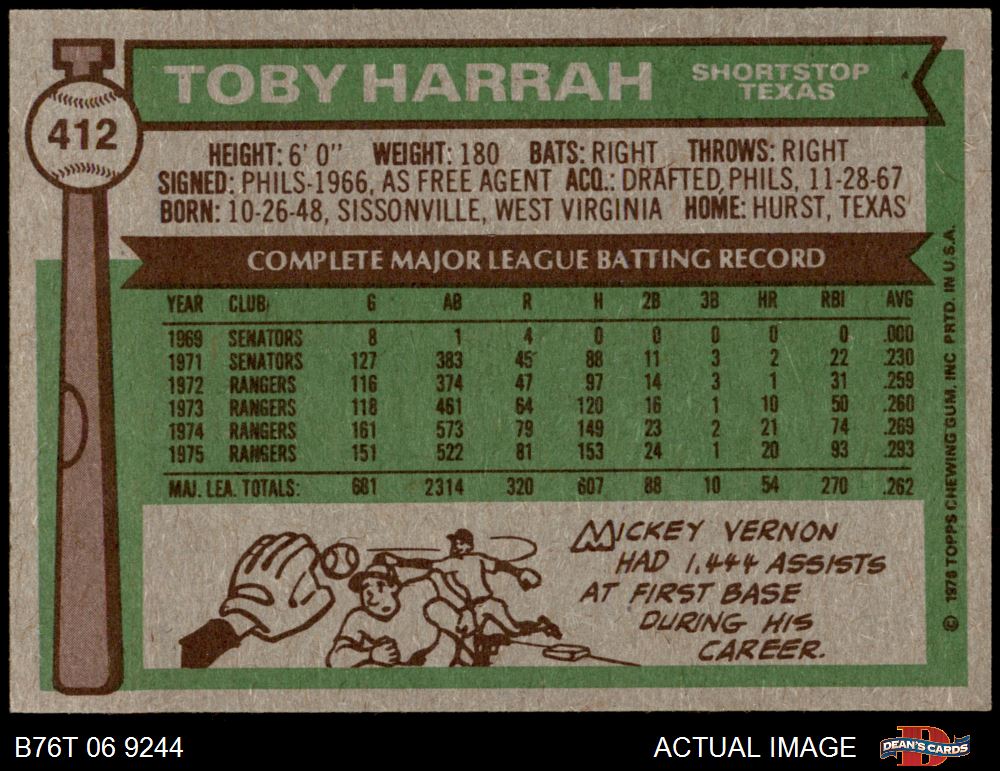 412
TOBY HARRAH
SHORTSTOP
TEXAS
HEIGHT: 6' 0" WEIGHT: 180 BATS: RIGHT THROWS: RIGHT
SIGNED: PHILS-1966, AS FREE AGENT ACQ.: DRAFTED, PHILS, 11-28-67
BORN: 10-26-48, SISSONVILLE, WEST VIRGINIA HOME: HURST, TEXAS
COMPLETE MAJOR LEAGUE BATTING RECORD
YEAR CLUB G AB R H 2B 3B HR RBI AVG
1969 SENATORS 8 1 4 0 0 0 0 0 .000
1971 SENATORS 127 383 45 88 11 3 2 22 .230
1972 RANGERS 116 374 47 97 14 3 1 31 .259
1973 RANGERS 118 461 64 120 16 1 10 50 .260
1974 RANGERS 161 573 79 149 23 2 21 74 .269
1975 RANGERS 151 522 81 153 24 1 20 93 .293
MAJ. LEA. TOTALS: 681 2314 320 607 88 10 54 270 .262
MICKEY VERNON
HAD 1,444 ASSISTS
AT FIRST BASE
DURING HIS
CAREER.
© 1976 TOPPS CHEWING GUM, INC PRTD. IN U.S.A.
B76T 06 9244
ACTUAL IMAGE
DEAN'S CARDS